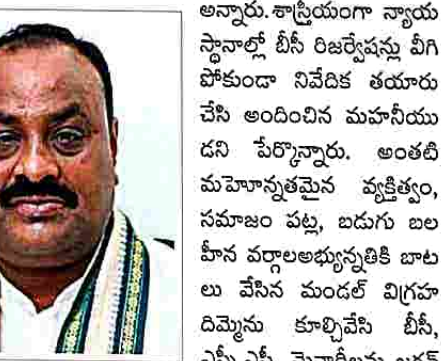 అన్నారు. శాస్త్రీయంగా న్యాయ
స్థానాల్లో బీసీ రిజర్వేషన్లు వీగి
పోకుండా నివేదిక తయారు
చేసి అందించిన మహనీయు
డని పేర్కొన్నారు. అంతటి
మహోన్నతమైన వ్యక్తిత్వం,
సమాజం పట్ల, బడుగు బల
హీన వర్గాలఅభ్యున్నతికి బాట
లు వేసిన మండల్ విగ్రహ
దిమ్మెను కూల్చివేసి బీసీ,